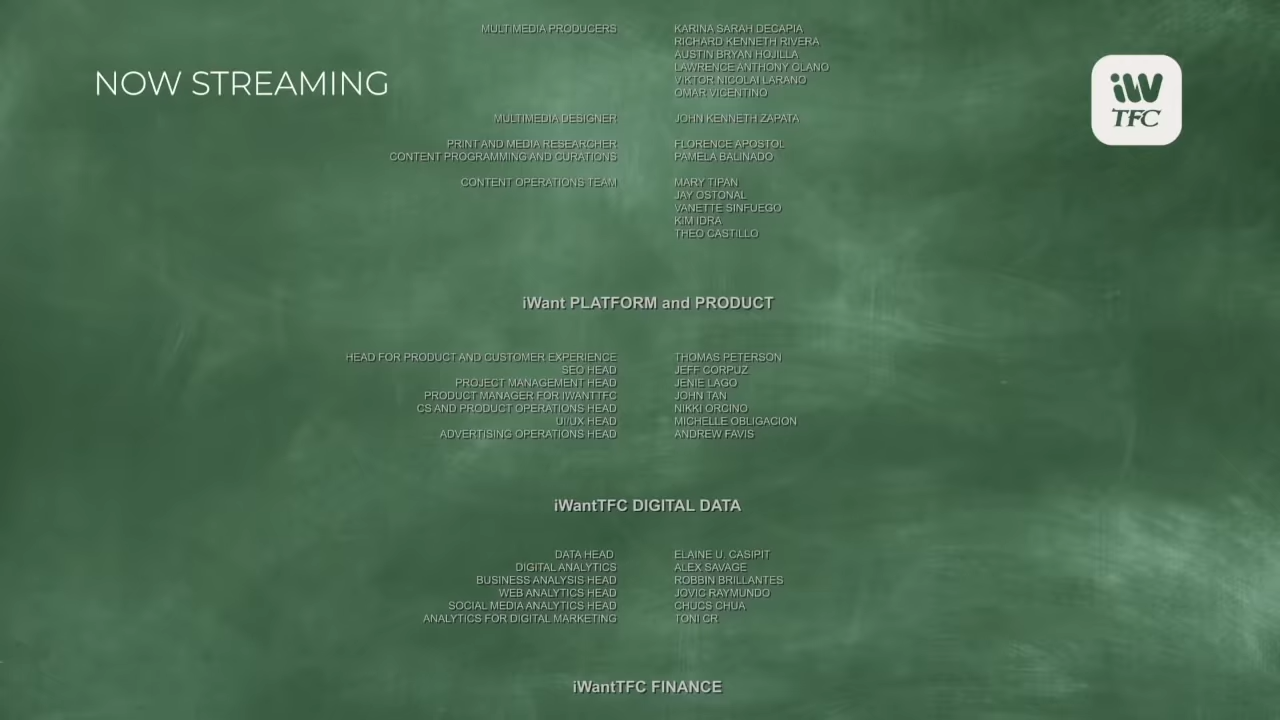 MULTIMEDIA PRODUCERS KARINA SARAH DECAPIA
RICHARD KENNETH RIVERA
AUSTIN BRYAN HOJILLA
LAWRENCE ANTHONY OLANO
VIKTOR NICOLAI LARANO
OMAR VICENTINO
NOW STREAMING
iW
TFC
MULTIMEDIA DESIGNER JOHN KENNETH ZAPATA
PRINT AND MEDIA RESEARCHER FLORENCE APOSTOL
CONTENT PROGRAMMING AND CURATIONS PAMELA BALINADO
CONTENT OPERATIONS TEAM MARY TIPAN
JAY OSTONAL
VANETTE SINFUEGO
KIM IDRA
THEO CASTILLO
iWant PLATFORM and PRODUCT
HEAD FOR PRODUCT AND CUSTOMER EXPERIENCE THOMAS PETERSON
SEO HEAD JEFF CORPUZ
PROJECT MANAGEMENT HEAD JENIE LAGO
PRODUCT MANAGER FOR IWANTTFC JOHN TAN
CS AND PRODUCT OPERATIONS HEAD NIKKI ORCINO
UI/UX HEAD MICHELLE OBLIGACION
ADVERTISING OPERATIONS HEAD ANDREW FAVIS
iWantTFC DIGITAL DATA
DATA HEAD ELAINE U. CASIPIT
DIGITAL ANALYTICS ALEX SAVAGE
BUSINESS ANALYSIS HEAD ROBBIN BRILLANTES
WEB ANALYTICS HEAD JOVIC RAYMUNDO
SOCIAL MEDIA ANALYTICS HEAD CHUCS CHUA
ANALYTICS FOR DIGITAL MARKETING TONI CR
iWantTFC FINANCE